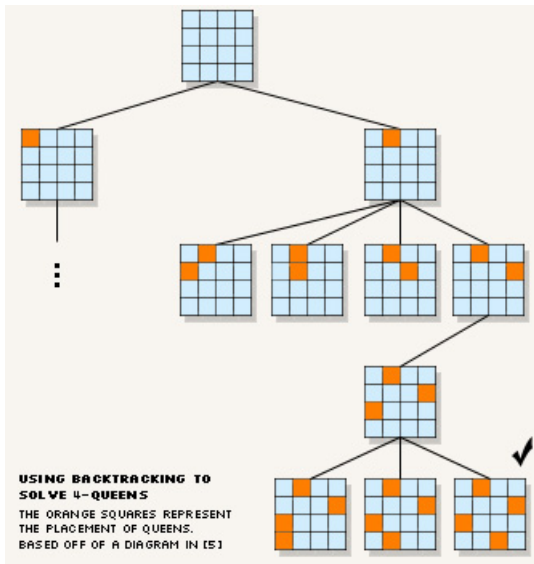 USING BACKTRACKING TO
SOLVE 4-QUEENS
THE ORANGE SQUARES REPRESENT
THE PLACEMENT OF QUEENS.
BASED OFF OF A DIAGRAM IN [5]